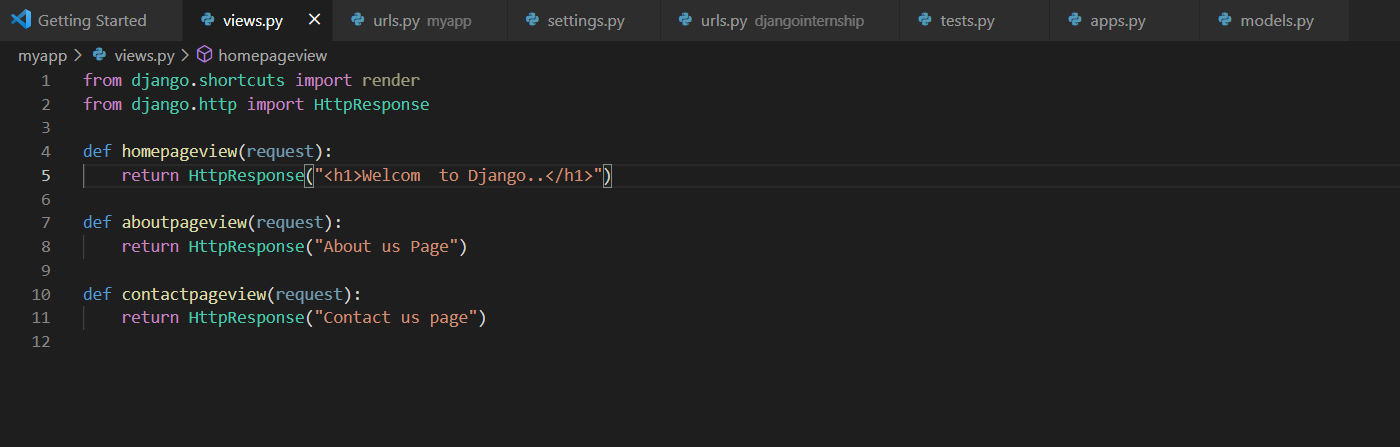 Getting Started views.py urls.py myapp settings.py urls.py djangointernship tests.py apps.py models.py
myapp > views.py > homepageview
1 from django.shortcuts import render
2 from django.http import HttpResponse
3
4 def homepageview(request):
5     return HttpResponse("<h1>Welcom  to Django..</h1>")
6
7 def aboutpageview(request):
8     return HttpResponse("About us Page")
9
10 def contactpageview(request):
11     return HttpResponse("Contact us page")
12